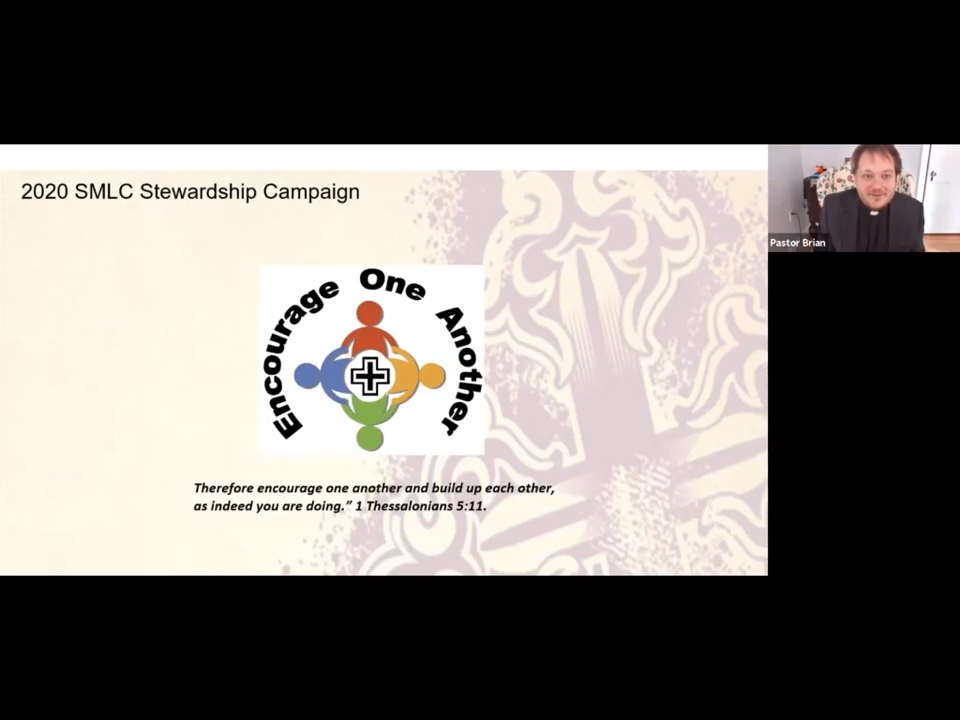 2020 SMLC Stewardship Campaign
Pastor Brian
Encourage One Another
Therefore encourage one another and build up each other,
as indeed you are doing.” 1 Thessalonians 5:11.